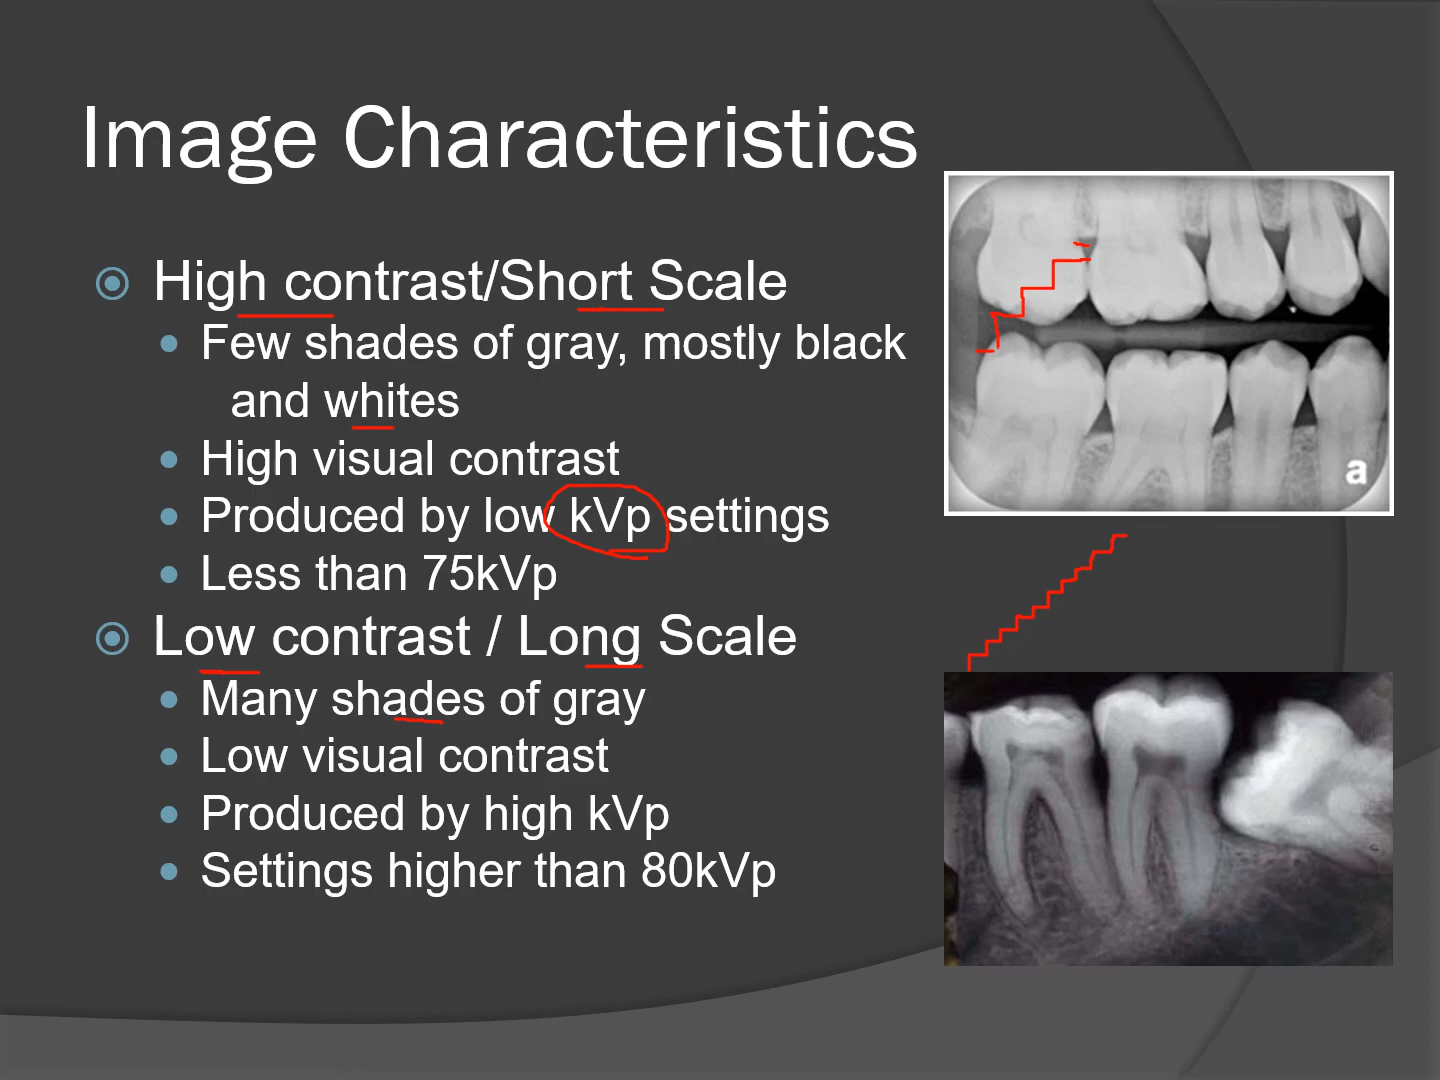 Image Characteristics
High contrast/Short Scale
Few shades of gray, mostly black
and whites
High visual contrast
Produced by low kVp settings
Less than 75kVp
Low contrast / Long Scale
Many shades of gray
Low visual contrast
Produced by high kVp
Settings higher than 80kVp
a